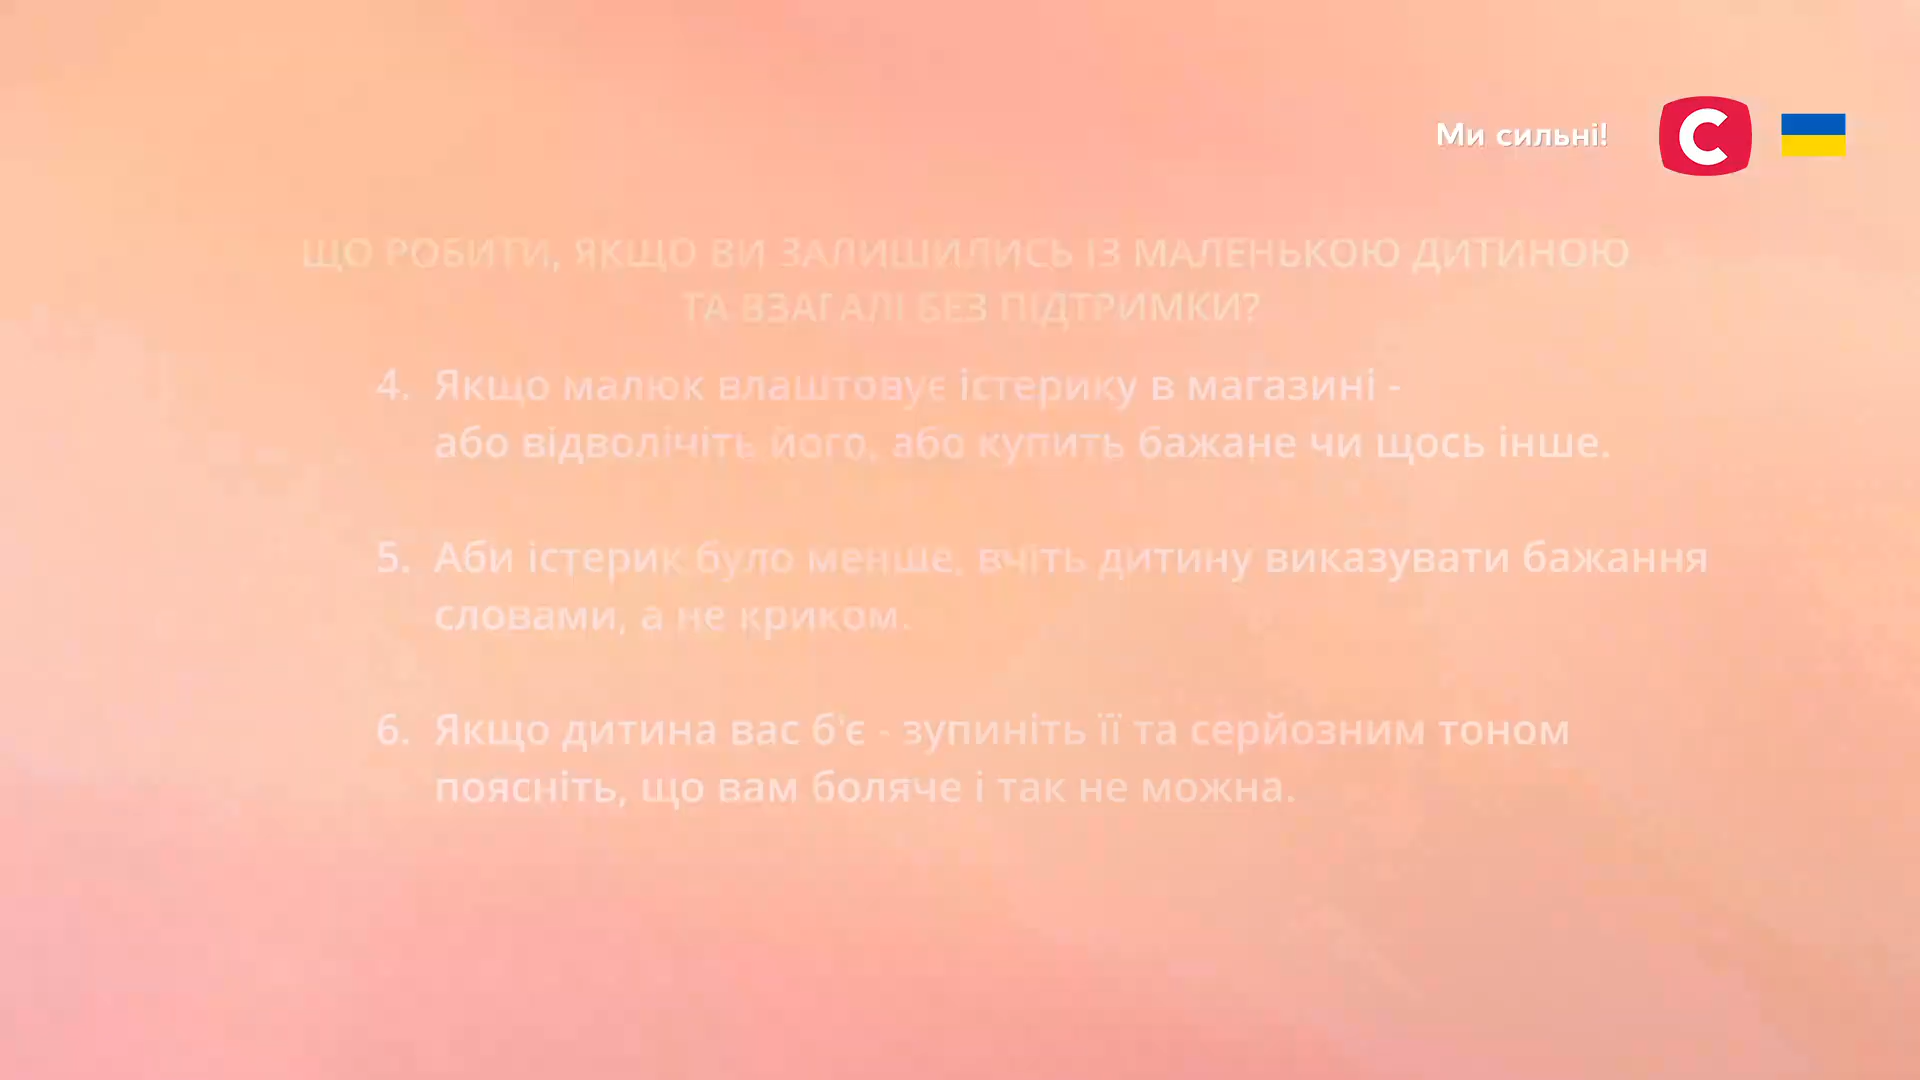 Ми сильні!
С
ЩО РОБИТИ, ЯКЩО ВИ ЗАЛИШИЛИСЬ ІЗ МАЛЕНЬКОЮ ДИТИНОЮ
ТА ВЗАГАЛІ БЕЗ ПІДТРИМКИ?
4. Якщо малюк влаштовує істерику в магазині -
або відволічіть його, або купить бажане чи щось інше.
5. Аби істерик було менше, вчіть дитину виказувати бажання
словами, а не криком.
6. Якщо дитина вас б'є - зупиніть її та серйозним тоном
поясніть, що вам боляче і так не можна.